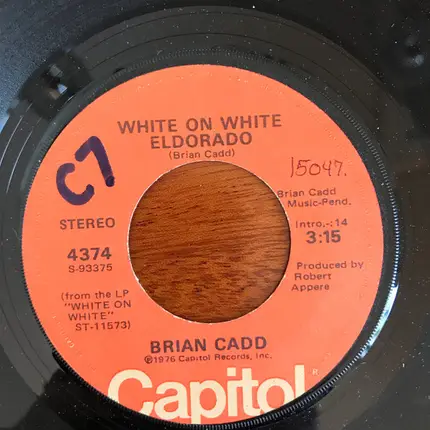 WHITE ON WHITE
ELDORADO
(Brian Cadd)
C7
15047.
Brian Cadd
Music-Pend.
STEREO
Intro.-:14
4374
3:15
S-93375
Produced by
Robert
Appere
(from the LP
"WHITE ON
WHITE"
ST-11573)
BRIAN CADD
℗1976 Capitol Records, Inc.
Capitol®